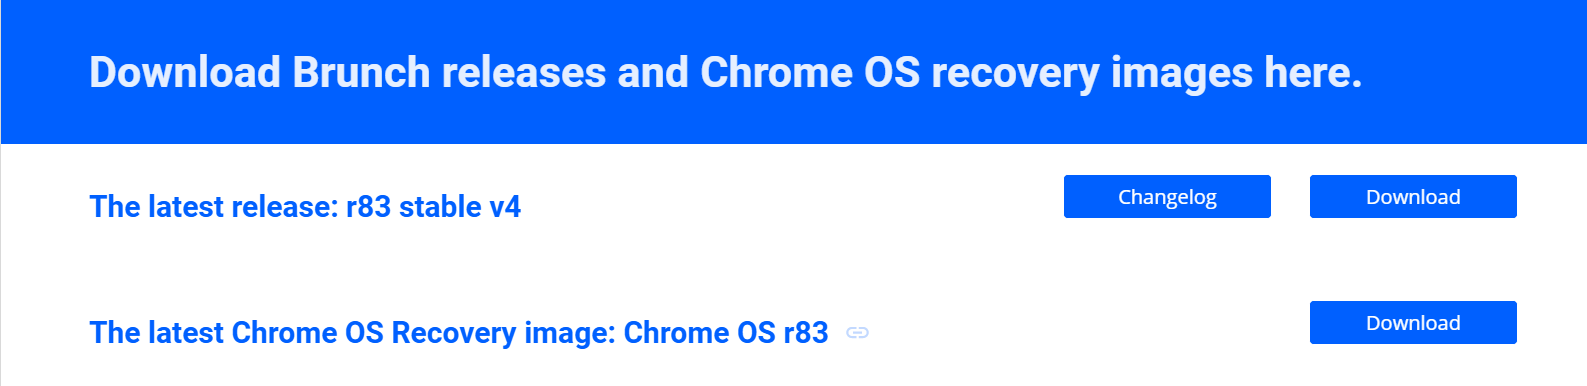 Download Brunch releases and Chrome OS recovery images here.
The latest release: r83 stable v4
Changelog
Download
The latest Chrome OS Recovery image: Chrome OS r83
Download